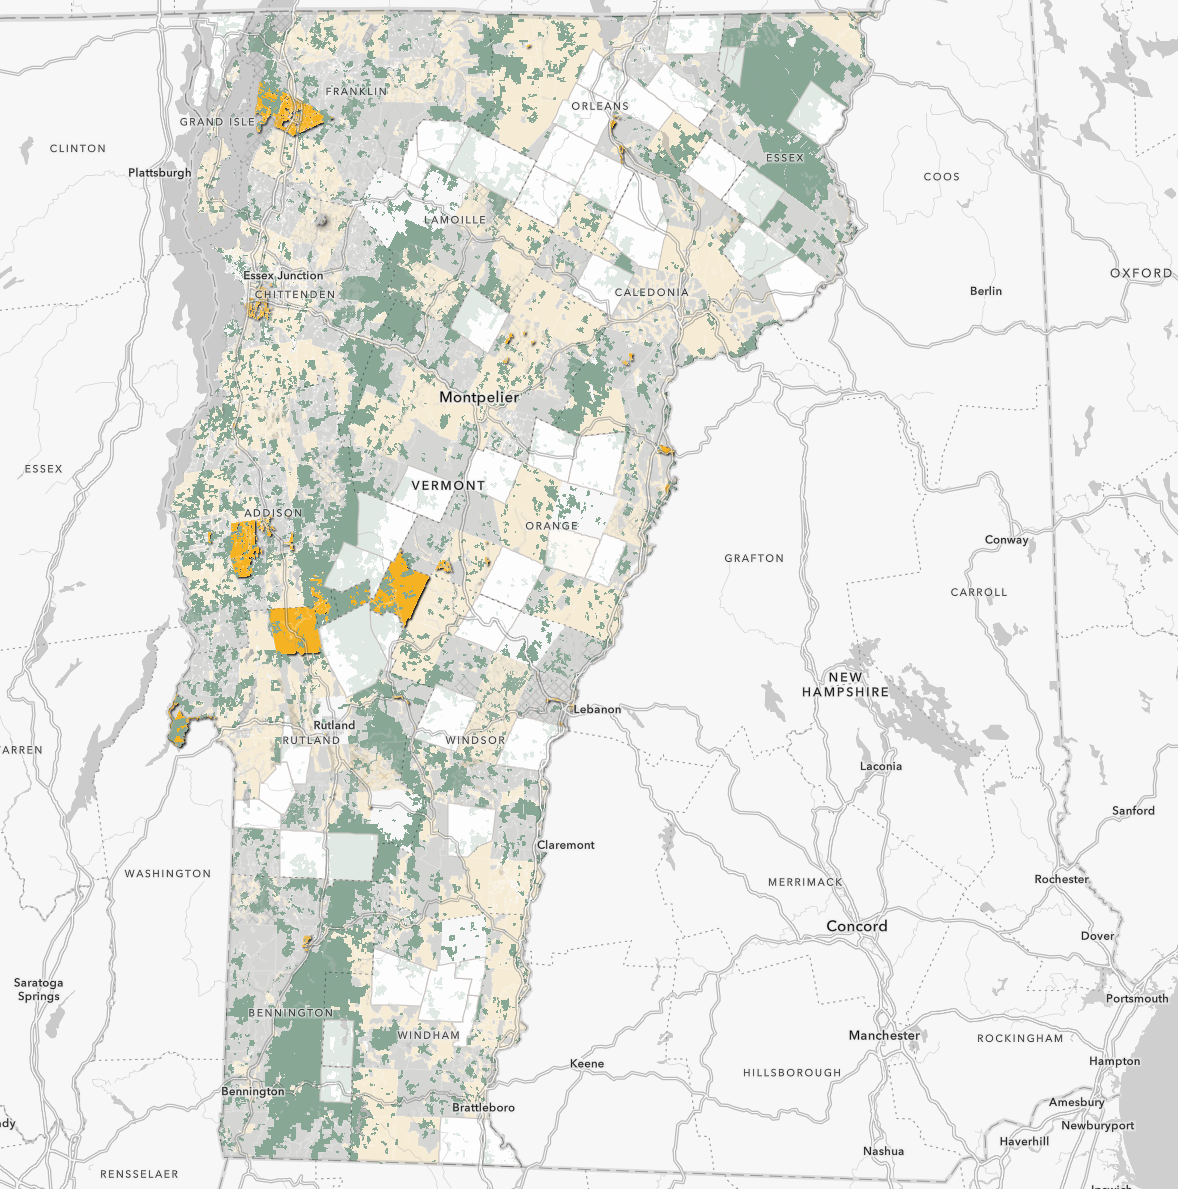 FRANKLIN
ORLEANS
GRAND ISLE
CLINTON
ESSEX
Plattsburgh
COOS
LAMOILLE
Essex Junction
OXFORD
CHITTENDEN
CALEDONIA
Berlin
Montpelier
ESSEX
VERMONT
ADDISON
ORANGE
Conway
GRAFTON
CARROLL
NEW
HAMPSHIRE
Lebanon
Rutland
RUTLAND
WINDSOR
ARREN
Laconia
Sanford
Claremont
WASHINGTON
MERRIMACK
Rochester
Concord
Dover
Saratoga
Springs
Portsmouth
BENNINGTON
WINDHAM
Manchester
ROCKINGHAM
Keene
Hampton
HILLSBOROUGH
Bennington
Brattleboro
Amesbury
Newburyport
dy
Haverhill
Nashua
RENSSELAER